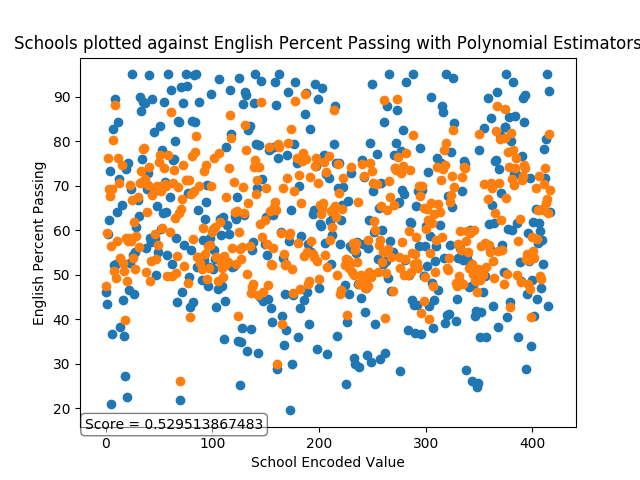 Schools plotted against English Percent Passing with Polynomial Estimators
English Percent Passing
90
80
70
60
50
40
30
20
Score = 0.529513867483
0 100 200 300 400
School Encoded Value